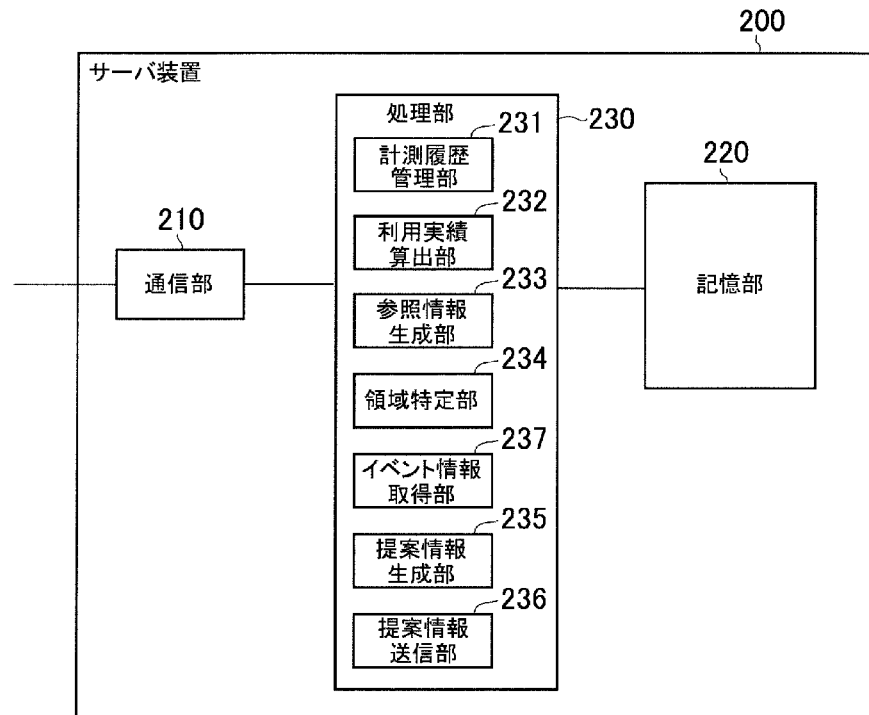 200
サーバ装置
処理部
230
231
計測履歴
管理部
232
利用実績
算出部
233
参照情報
生成部
234
領域特定部
237
イベント情報
取得部
235
提案情報
生成部
236
提案情報
送信部
210
通信部
220
記憶部